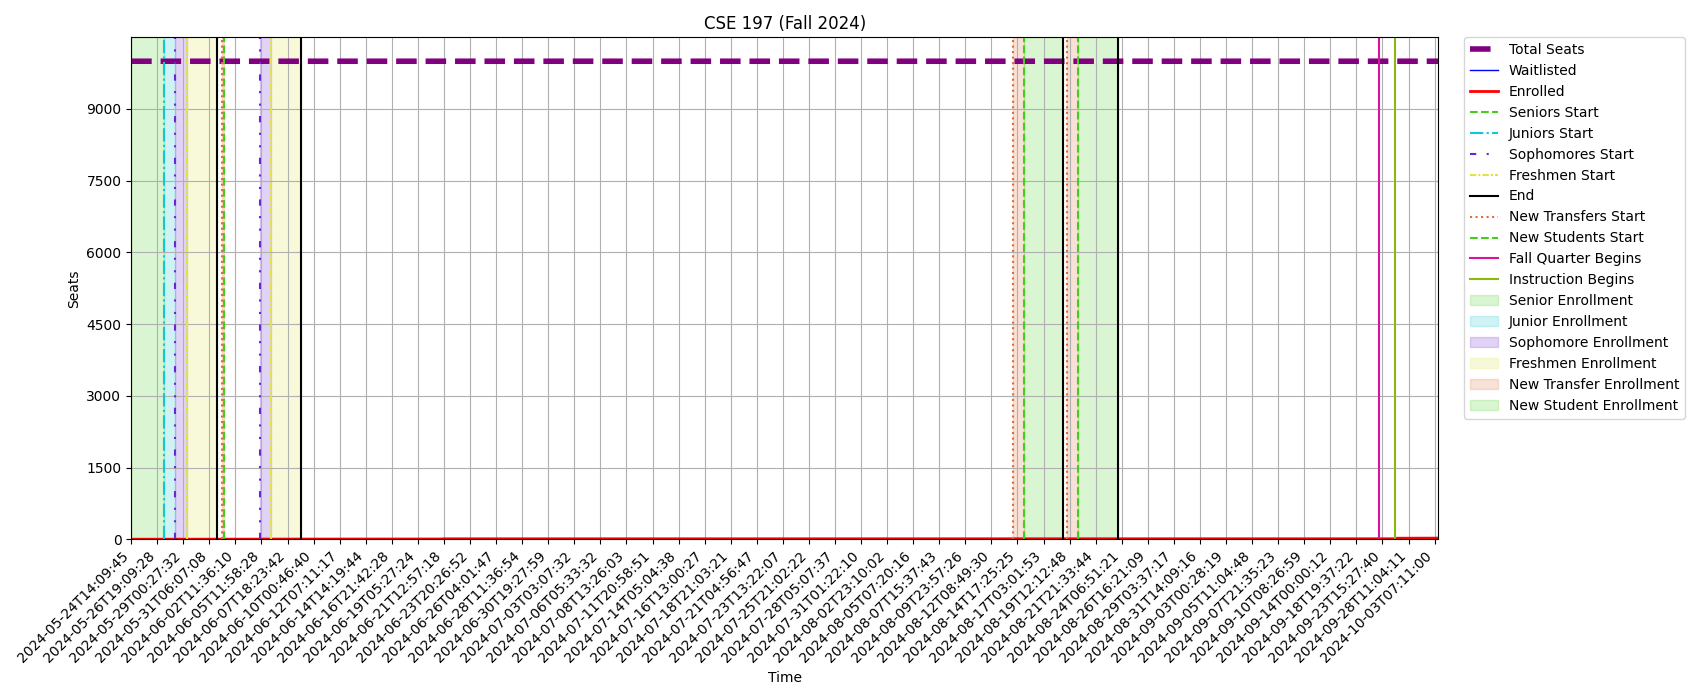 CSE 197 (Fall 2024)
Total Seats
Waitlisted
Enrolled
Seniors Start
Juniors Start
Sophomores Start
Freshmen Start
End
New Transfers Start
New Students Start
Fall Quarter Begins
Instruction Begins
Senior Enrollment
Junior Enrollment
Sophomore Enrollment
Freshmen Enrollment
New Transfer Enrollment
New Student Enrollment
Seats
9000
7500
6000
4500
3000
1500
0
2024-05-24T14:09:45
2024-05-26T19:09:28
2024-05-29T00:27:32
2024-05-31T06:07:08
2024-06-02T11:36:10
2024-06-05T11:58:28
2024-06-07T18:23:42
2024-06-10T00:46:40
2024-06-12T07:11:17
2024-06-14T14:19:44
2024-06-16T21:42:28
2024-06-19T05:27:24
2024-06-21T12:57:18
2024-06-23T20:26:52
2024-06-26T04:01:47
2024-06-28T11:36:54
2024-06-30T19:27:59
2024-07-03T03:07:32
2024-07-06T05:33:32
2024-07-08T13:26:03
2024-07-11T20:58:51
2024-07-14T05:04:38
2024-07-16T13:00:27
2024-07-18T21:03:21
2024-07-21T04:56:47
2024-07-23T13:22:07
2024-07-25T21:02:22
2024-07-28T05:07:37
2024-07-31T01:22:10
2024-08-02T23:10:02
2024-08-05T07:20:16
2024-08-07T15:37:43
2024-08-09T23:57:26
2024-08-12T08:49:30
2024-08-14T17:25:25
2024-08-17T03:01:53
2024-08-19T12:12:48
2024-08-21T21:33:44
2024-08-24T06:51:21
2024-08-26T16:21:09
2024-08-29T03:37:17
2024-08-31T14:09:16
2024-09-03T00:28:19
2024-09-05T11:04:48
2024-09-07T21:35:23
2024-09-10T08:26:59
2024-09-14T00:00:12
2024-09-18T19:37:22
2024-09-23T15:27:40
2024-09-28T11:04:11
2024-10-03T07:11:00
Time